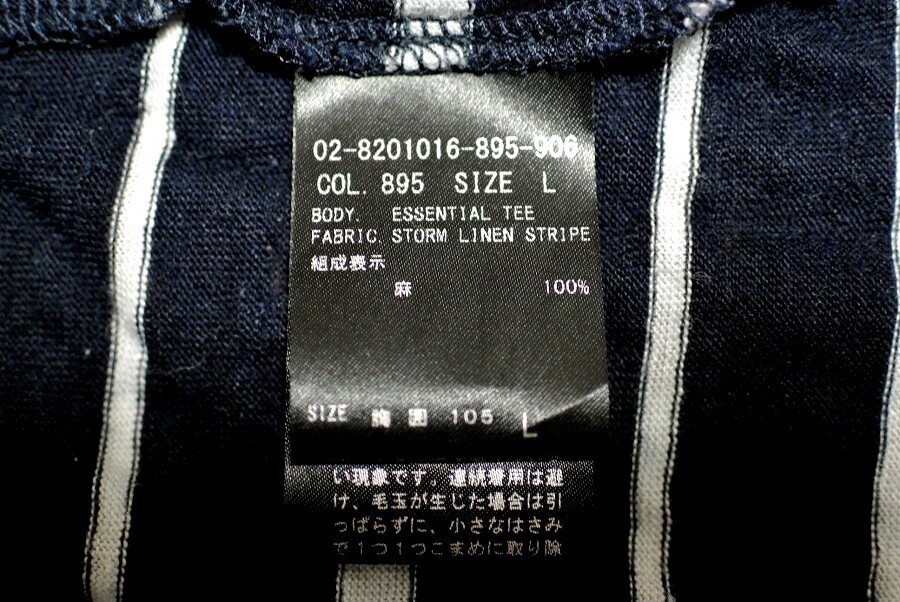 02-8201016-895-906
COL. 895 SIZE L
BODY. ESSENTIAL TEE
FABRIC. STORM LINEN STRIPE
組成表示
麻 100%
SIZE 胸囲 105 L
い現象です。連続着用は避
け、毛玉が生じた場合は引
っぱらずに、小さなはさみ
で1つ1つこまめに取り除